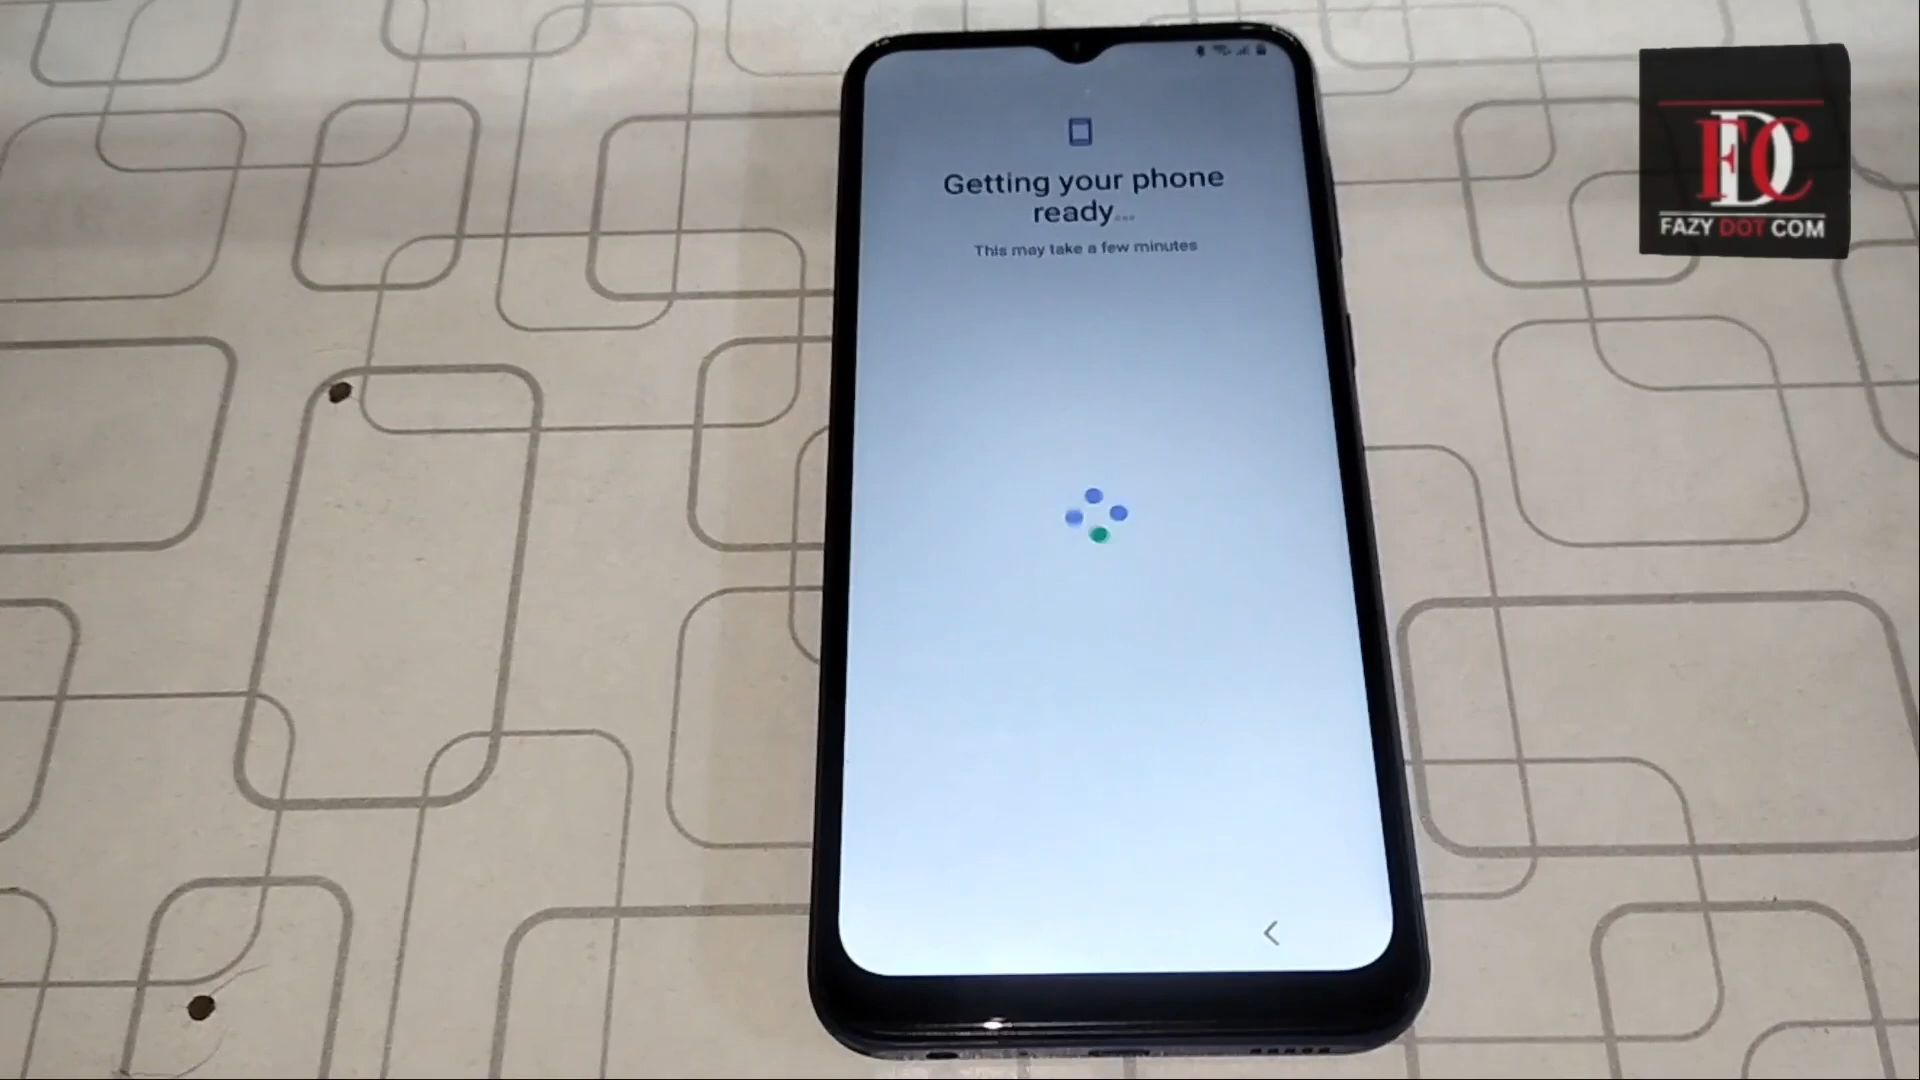 Getting your phone
ready...
This may take a few minutes
FDC
FAZY DOT COM